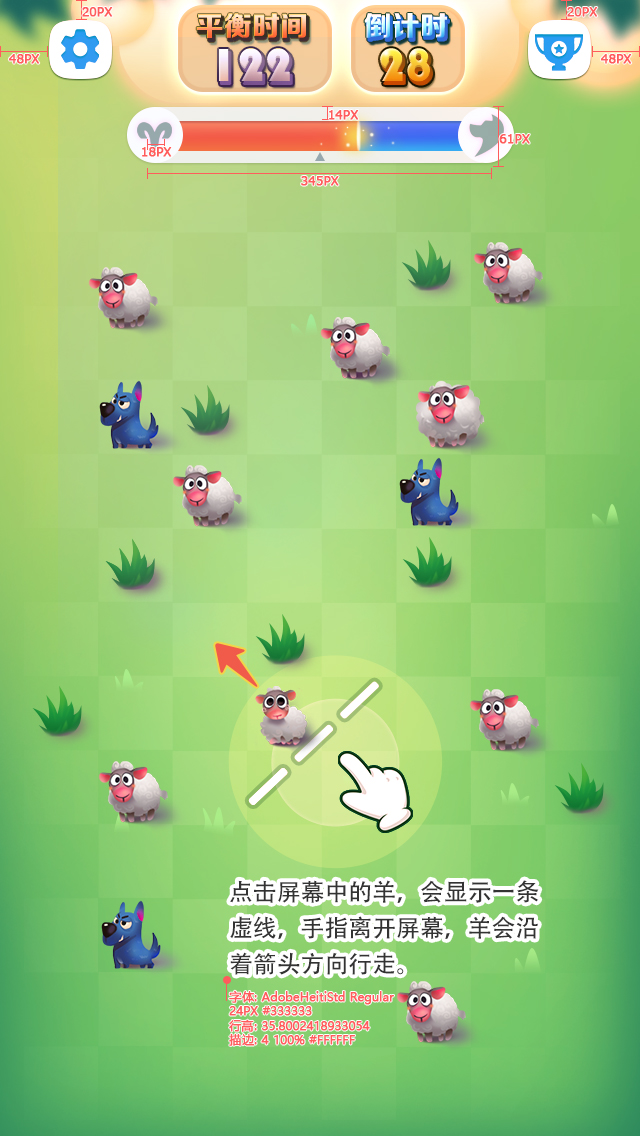 20PX
20PX
平衡时间
倒计时
48PX
48PX
122
28
14PX
18PX
61PX
345PX
点击屏幕中的羊，会显示一条
虚线，手指离开屏幕，羊会沿
着箭头方向行走。
字体: AdobeHeitiStd Regular
24PX #333333
行高: 35.8002418933054
描边: 4 100% #FFFFFF